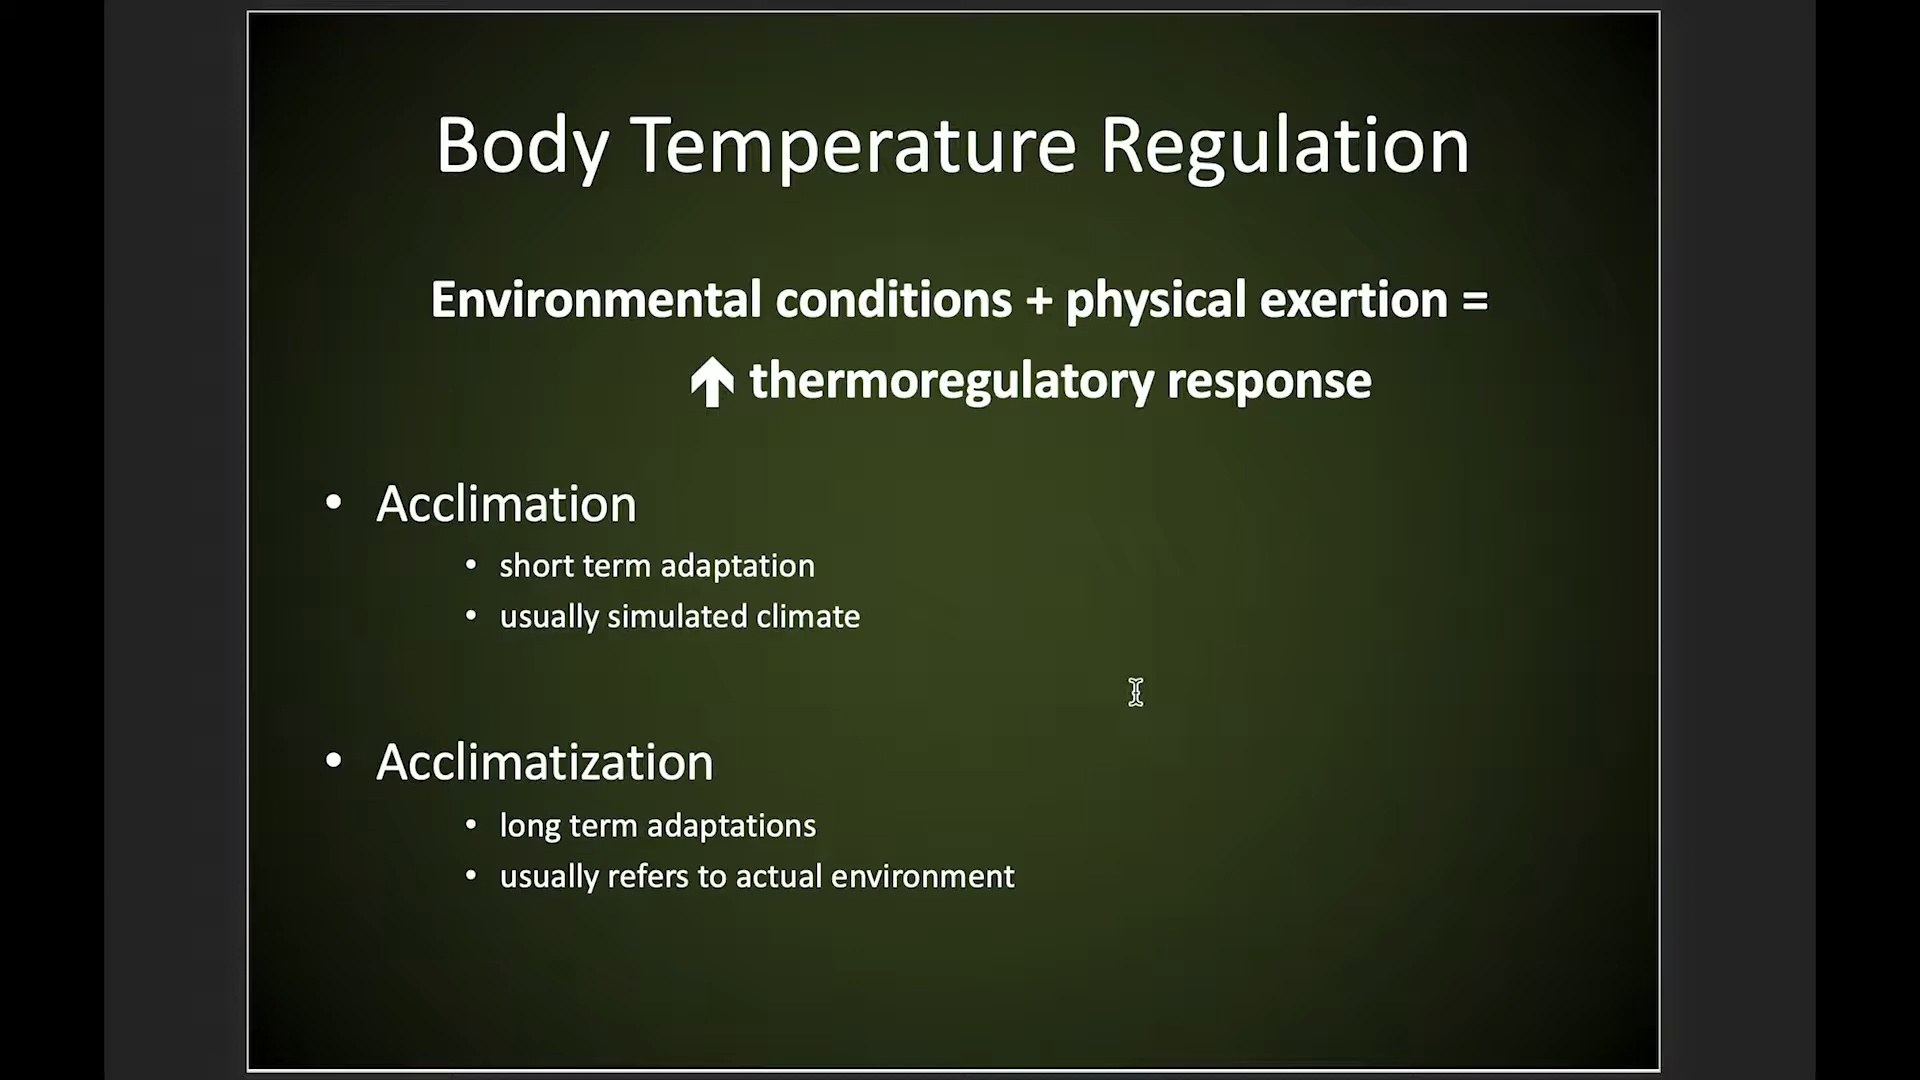 Body Temperature Regulation
Environmental conditions + physical exertion =
⬆ thermoregulatory response
• Acclimation
• short term adaptation
• usually simulated climate
• Acclimatization
• long term adaptations
• usually refers to actual environment